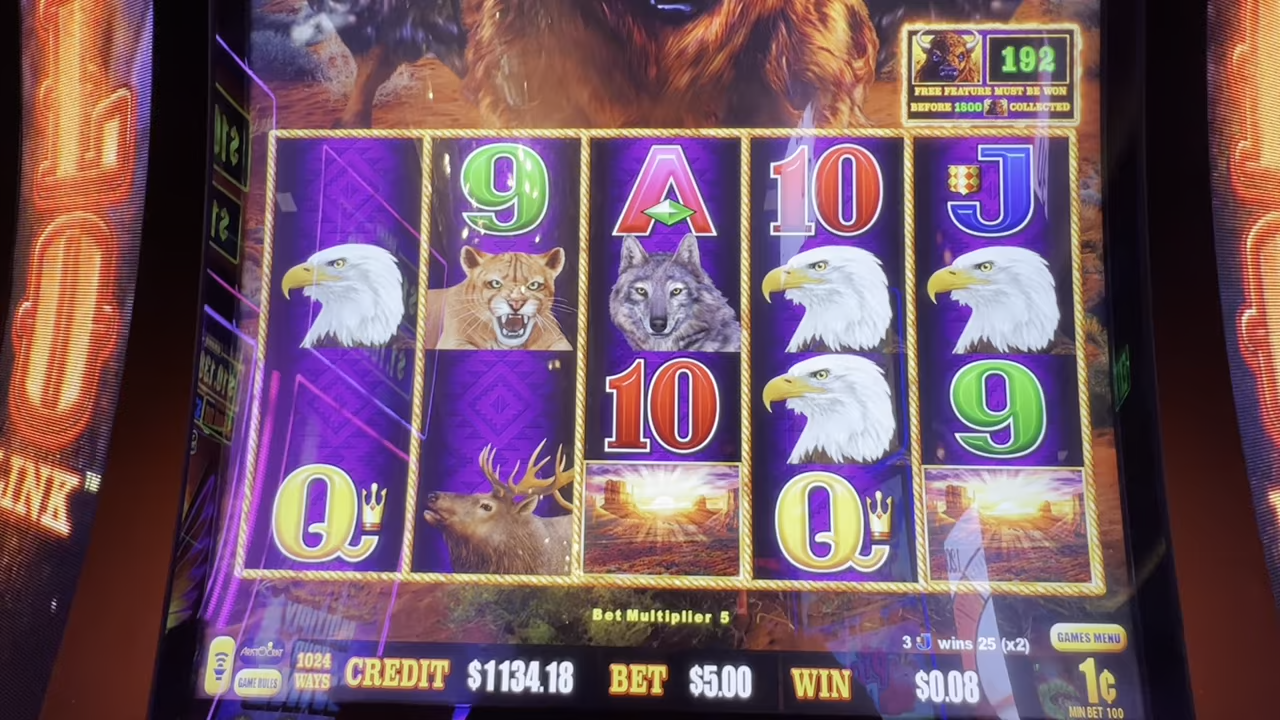 192
FREE FEATURE MUST BE WON
BEFORE 1800 COLLECTED
9
A
10
J
10
9
Q
Q
Bet Multiplier 5
3 J wins 25 (x2)
GAMES MENU
ARISTOCRAT
GAME RULES
1024
WAYS
CREDIT $1134.18 BET $5.00 WIN $0.08
1¢
MIN BET 100